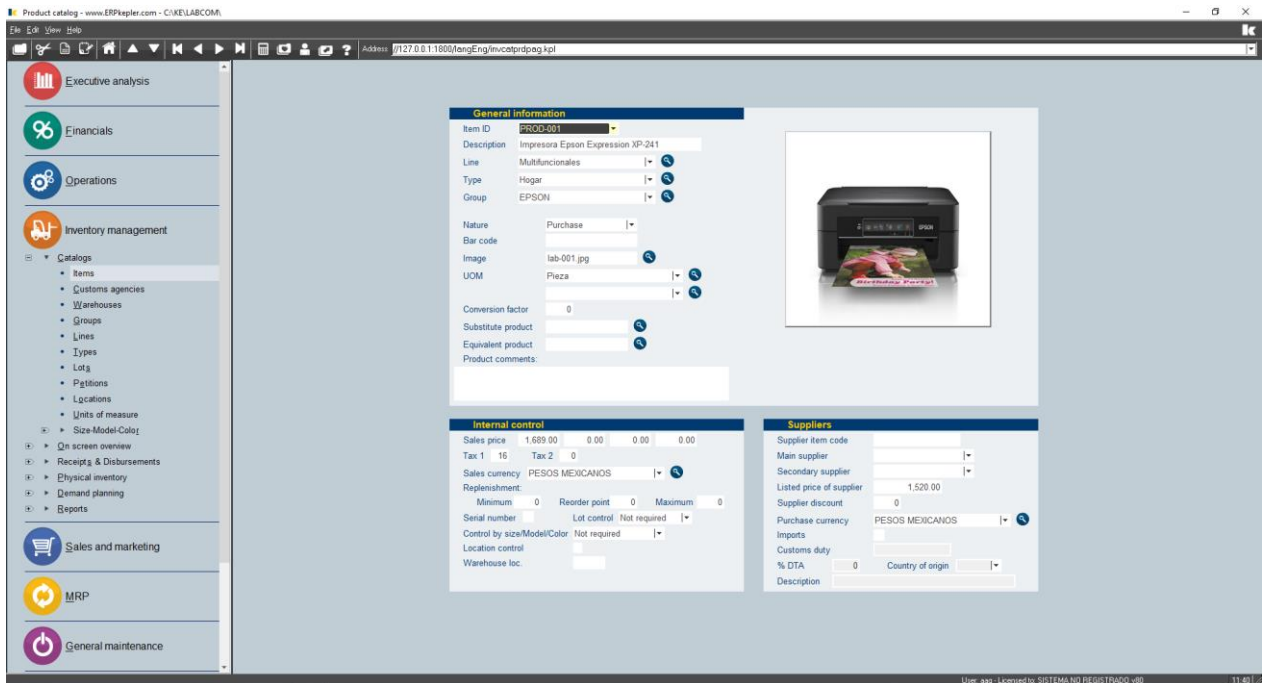 Product catalog - www.ERPkepler.com - C:\KE\LABCOM\
File Edit View Help
Address //127.0.0.1:1800/langEng/invcatprdpag.kpl
Executive analysis
Financials
Operations
Inventory management
Catalogs
Items
Customs agencies
Warehouses
Groups
Lines
Types
Lots
Petitions
Locations
Units of measure
Size-Model-Color
On screen overview
Receipts & Disbursements
Physical inventory
Demand planning
Reports
Sales and marketing
MRP
General maintenance
General information
Item ID PROD-001
Description Impresora Epson Expression XP-241
Line Multifuncionales
Type Hogar
Group EPSON
Nature Purchase
Bar code
Image lab-001.jpg
UOM Pieza
Conversion factor 0
Substitute product
Equivalent product
Product comments:
EPSON
Birthday Party!
Internal control
Sales price 1,689.00 0.00 0.00 0.00
Tax 1 16 Tax 2 0
Sales currency PESOS MEXICANOS
Replenishment:
Minimum 0 Reorder point 0 Maximum 0
Serial number Lot control Not required
Control by size/Model/Color Not required
Location control
Warehouse loc.
Suppliers
Supplier item code
Main supplier
Secondary supplier
Listed price of supplier 1,520.00
Supplier discount 0
Purchase currency PESOS MEXICANOS
Imports
Customs duty
% DTA 0 Country of origin
Description
User: aag - Licensed to: SISTEMA NO REGISTRADO v80 11:40